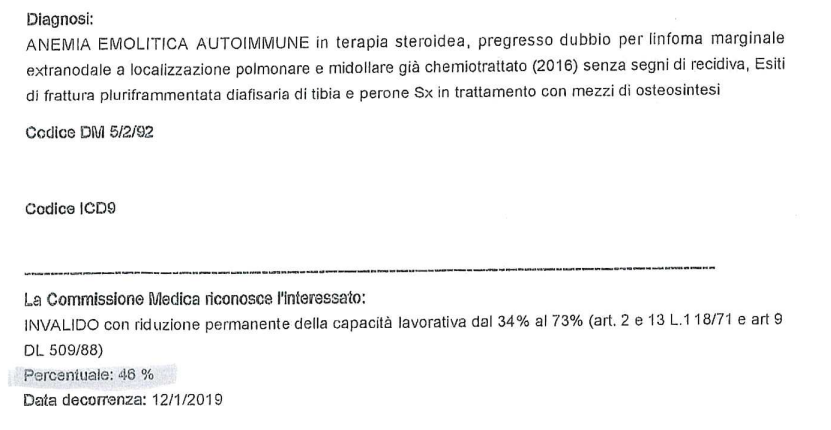 Diagnosi:
ANEMIA EMOLITICA AUTOIMMUNE in terapia steroidea, pregresso dubbio per linfoma marginale
extranodale a localizzazione polmonare e midollare già chemiotrattato (2016) senza segni di recidiva, Esiti
di frattura pluriframmentata diafisaria di tibia e perone Sx in trattamento con mezzi di osteosintesi
Codice DM 5/2/92
Codice ICD9
La Commissione Medica riconosce l'interessato:
INVALIDO con riduzione permanente della capacità lavorativa dal 34% al 73% (art. 2 e 13 L.118/71 e art 9
DL 509/88)
Percentuale: 46 %
Data decorrenza: 12/1/2019